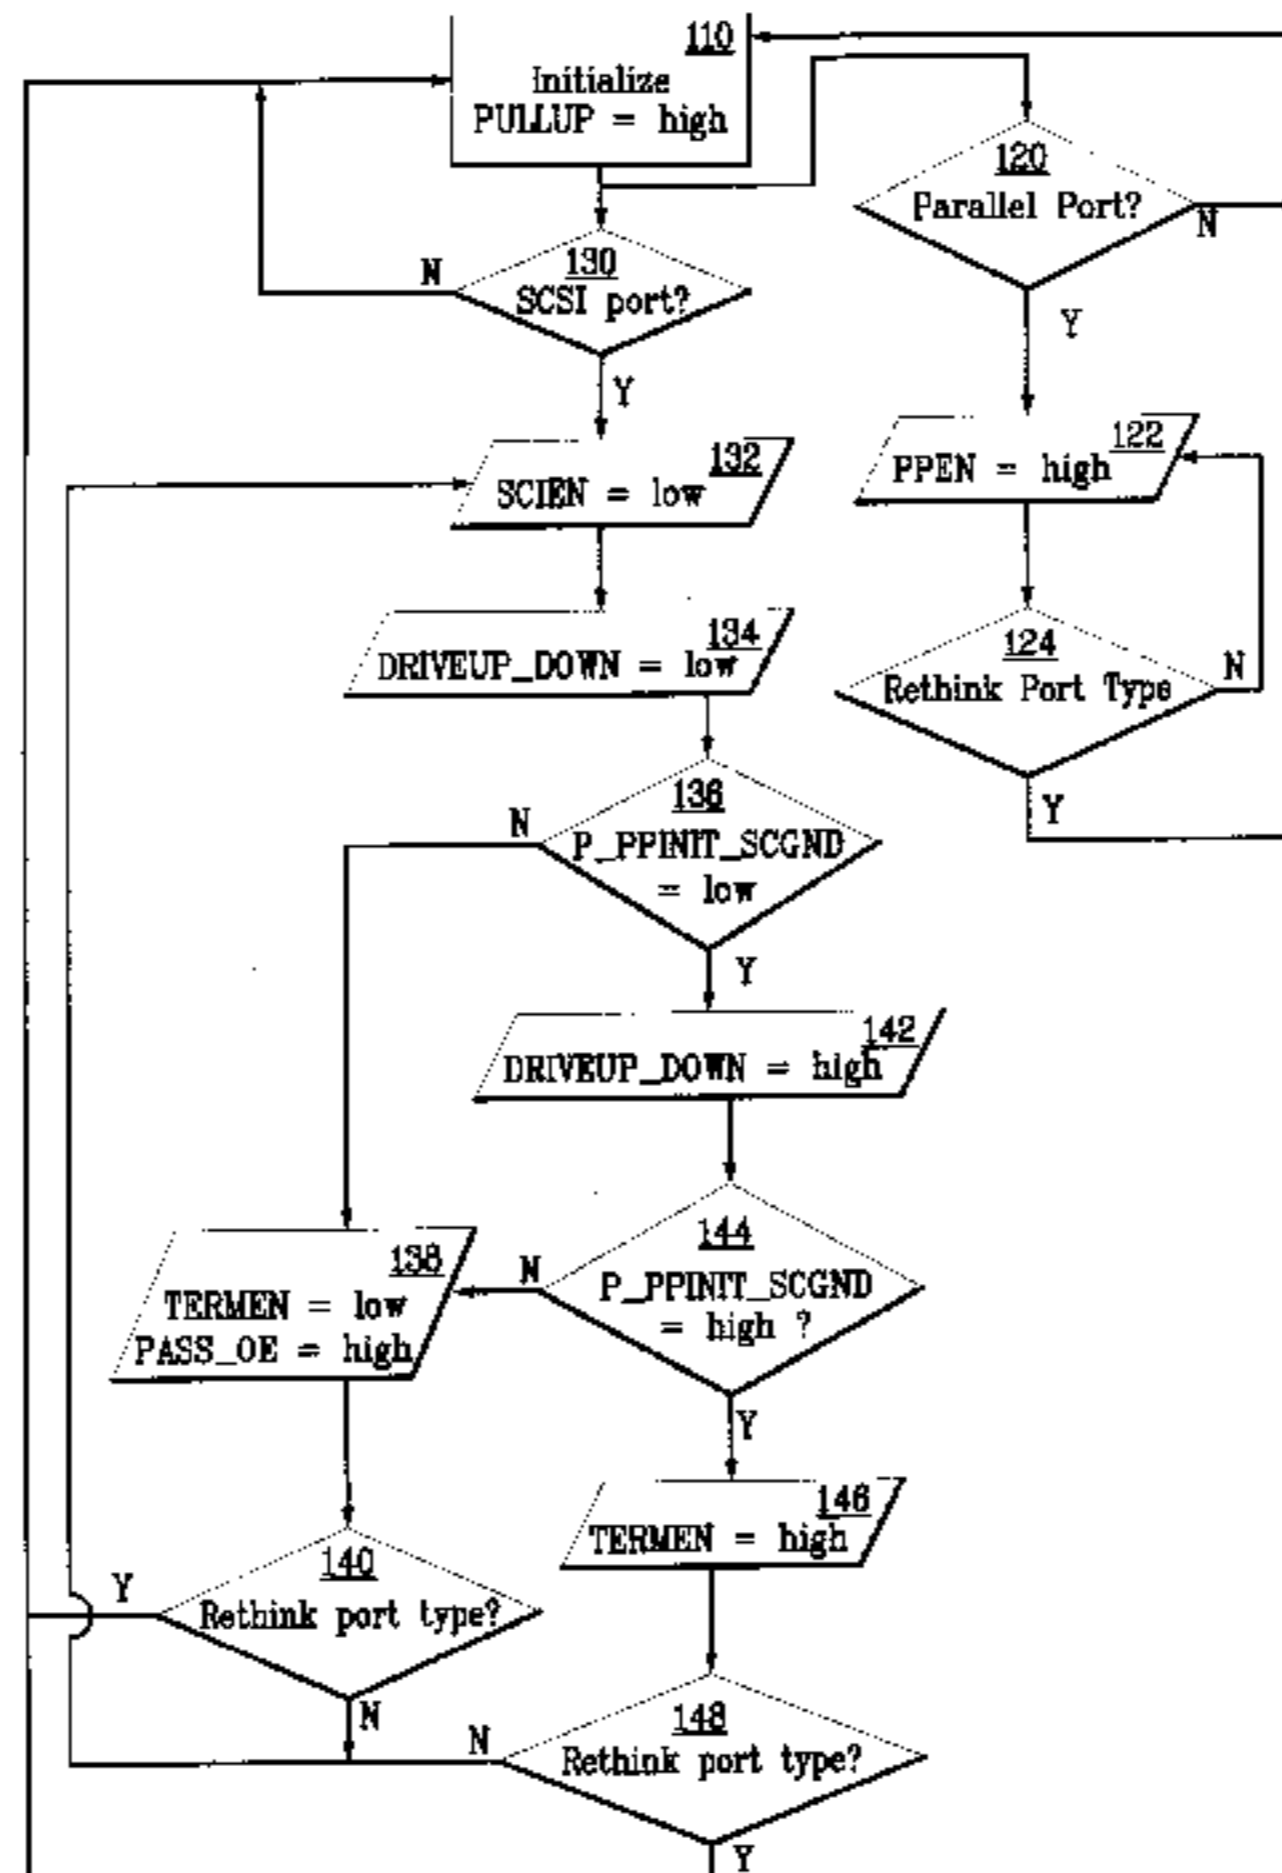 110
Initialize
PULLUP = high
120
Parallel Port?
N
Y
130
SCSI port?
N
Y
132
SCIEN = low
122
PPEN = high
134
DRIVEUP_DOWN = low
124
Rethink Port Type
N
Y
136
P_PPINIT_SCGND
= low
N
Y
142
DRIVEUP_DOWN = high
144
P_PPINIT_SCGND
= high ?
N
Y
138
TERMEN = low
PASS_OE = high
146
TERMEN = high
140
Rethink port type?
Y
N
148
Rethink port type?
N
Y